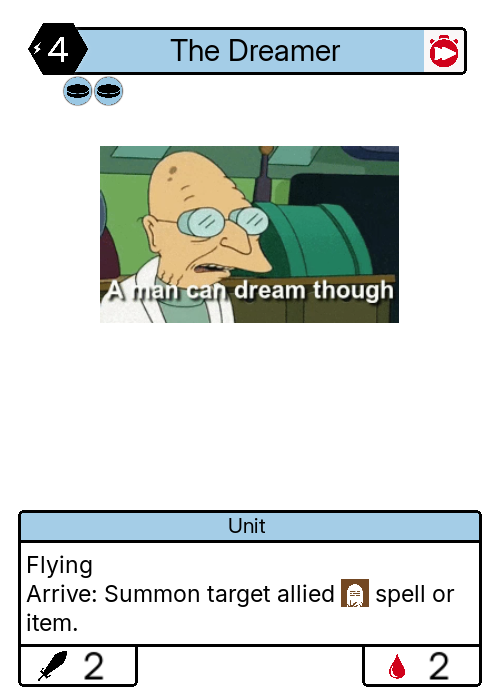 4 The Dreamer
A man can dream though
Unit
Flying
Arrive: Summon target allied spell or
item.
2 2